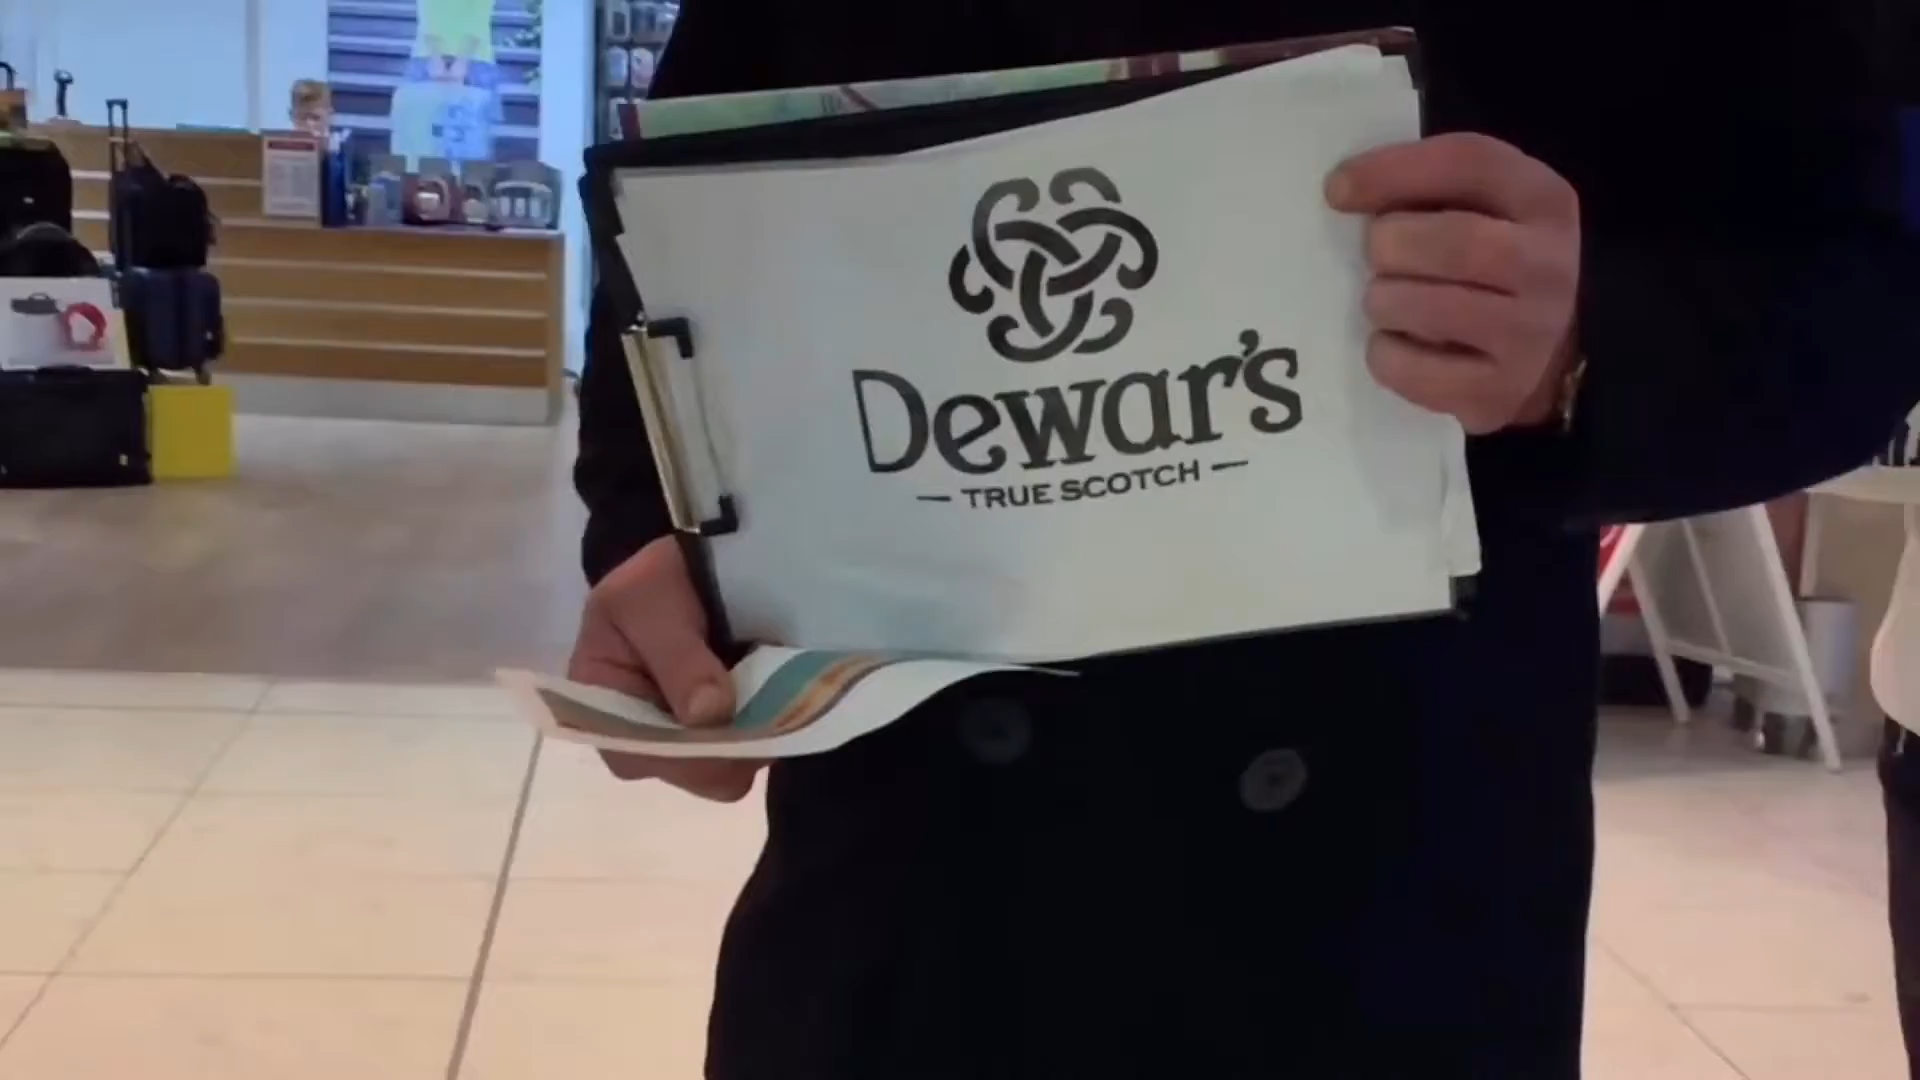 Dewar's
— TRUE SCOTCH —